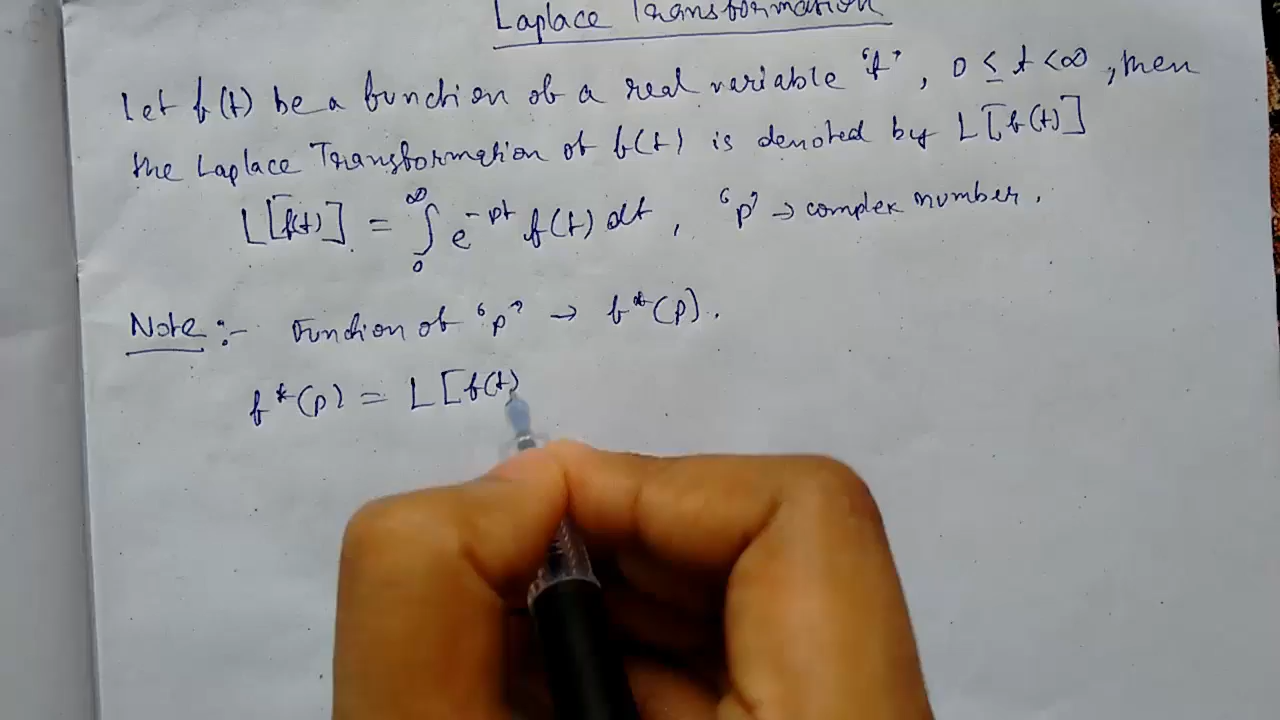 Laplace Transformation
Let f(t) be a function of a real variable 't', 0 ≤ t < ∞, then
the Laplace Transformation of f(t) is denoted by L[f(t)]
L[f(t)] = ∫₀^∞ e^{-pt} f(t) dt, 'p' → complex number.
Note :- Function of 'p' → f*(p).
f*(p) = L[f(t)